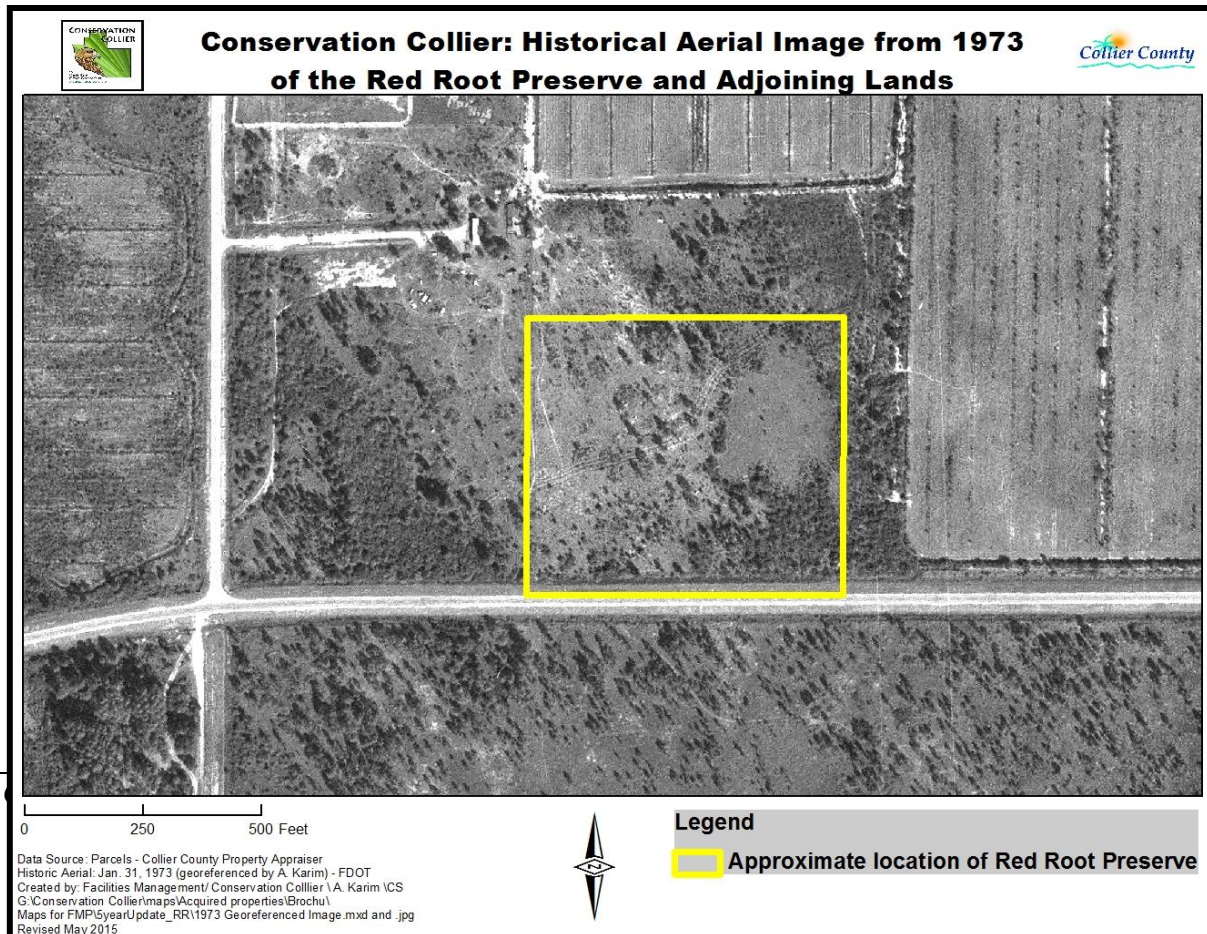 CONSERVATION
COLLIER
Conservation Collier: Historical Aerial Image from 1973
of the Red Root Preserve and Adjoining Lands
Collier County
0 250 500 Feet
N
Legend
Approximate location of Red Root Preserve
Data Source: Parcels - Collier County Property Appraiser
Historic Aerial: Jan. 31, 1973 (georeferenced by A. Karim) - FDOT
Created by: Facilities Management/ Conservation Colllier \ A. Karim \CS
G:\Conservation Collier\maps\Acquired properties\Brochu\
Maps for FMP\5yearUpdate_RR\1973 Georeferenced Image.mxd and .jpg
Revised May 2015